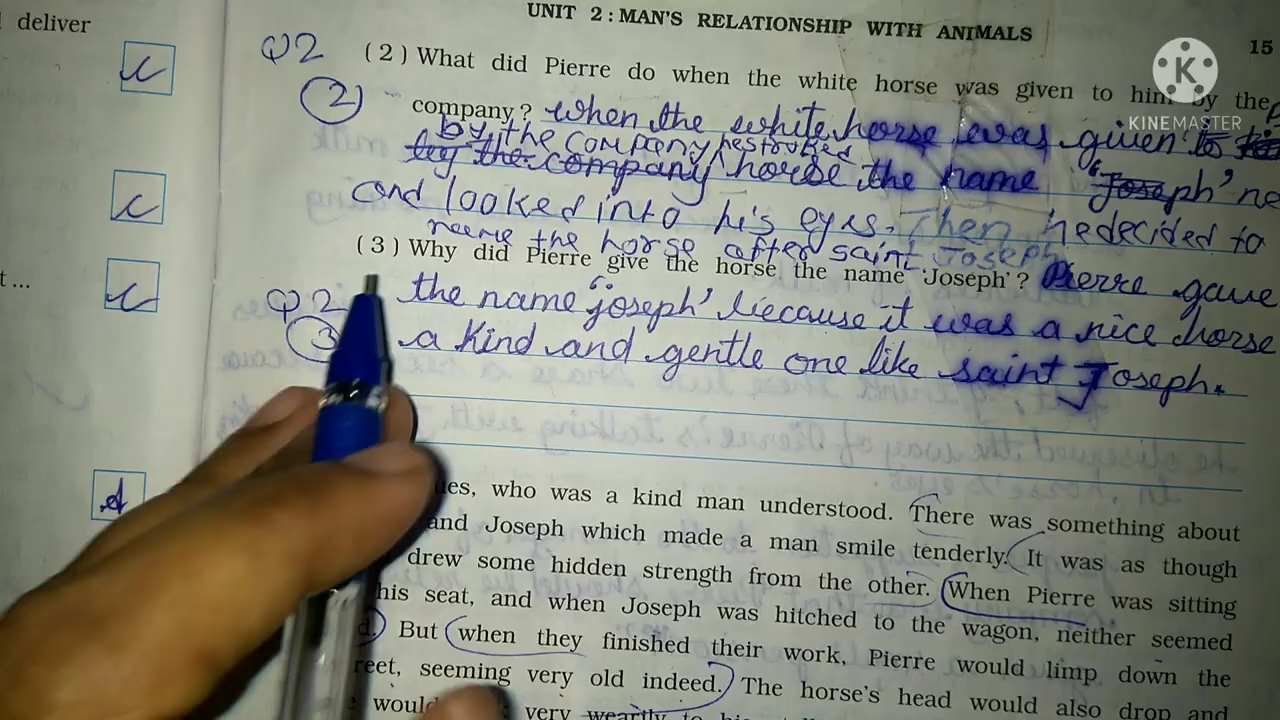 deliver
UNIT 2 : MAN'S RELATIONSHIP WITH ANIMALS
15
Q2 (2) What did Pierre do when the white horse was given to him by the
(2) company? when the white horse was given to
by the company, he stroked
by the company horse the name "Joseph' he
and looked into his eyes. Then he decided to
name the horse after saint Joseph
(3) Why did Pierre give the horse the name 'Joseph' ? Pierre gave
Q2 the name "joseph' because it was a nice horse
(3) a kind and gentle one like saint Joseph.
t ...
c
c
c
d
ues, who was a kind man understood. There was something about
and Joseph which made a man smile tenderly. It was as though
drew some hidden strength from the other. When Pierre was sitting
his seat, and when Joseph was hitched to the wagon, neither seemed
d. But when they finished their work, Pierre would limp down the
reet, seeming very old indeed. The horse's head would also drop and
would very wearily to his
K
KINEMASTER